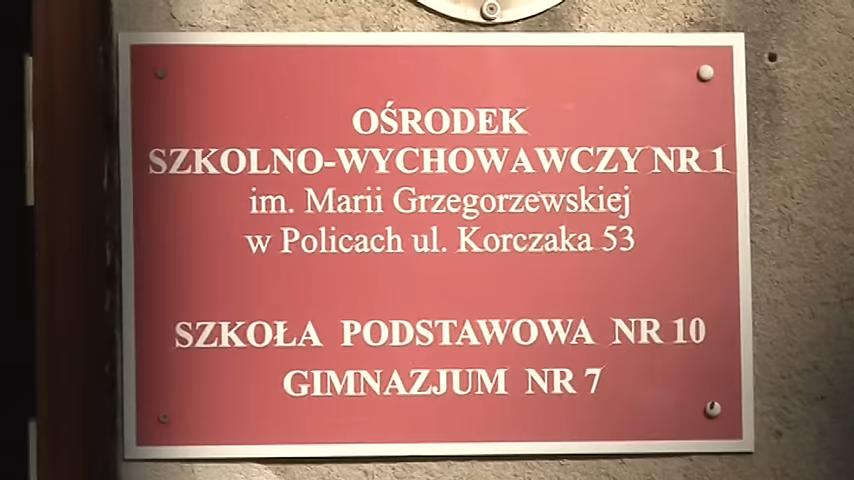 OŚRODEK
SZKOLNO-WYCHOWAWCZY NR 1
im. Marii Grzegorzewskiej
w Policach ul. Korczaka 53
SZKOŁA PODSTAWOWA NR 10
GIMNAZJUM NR 7